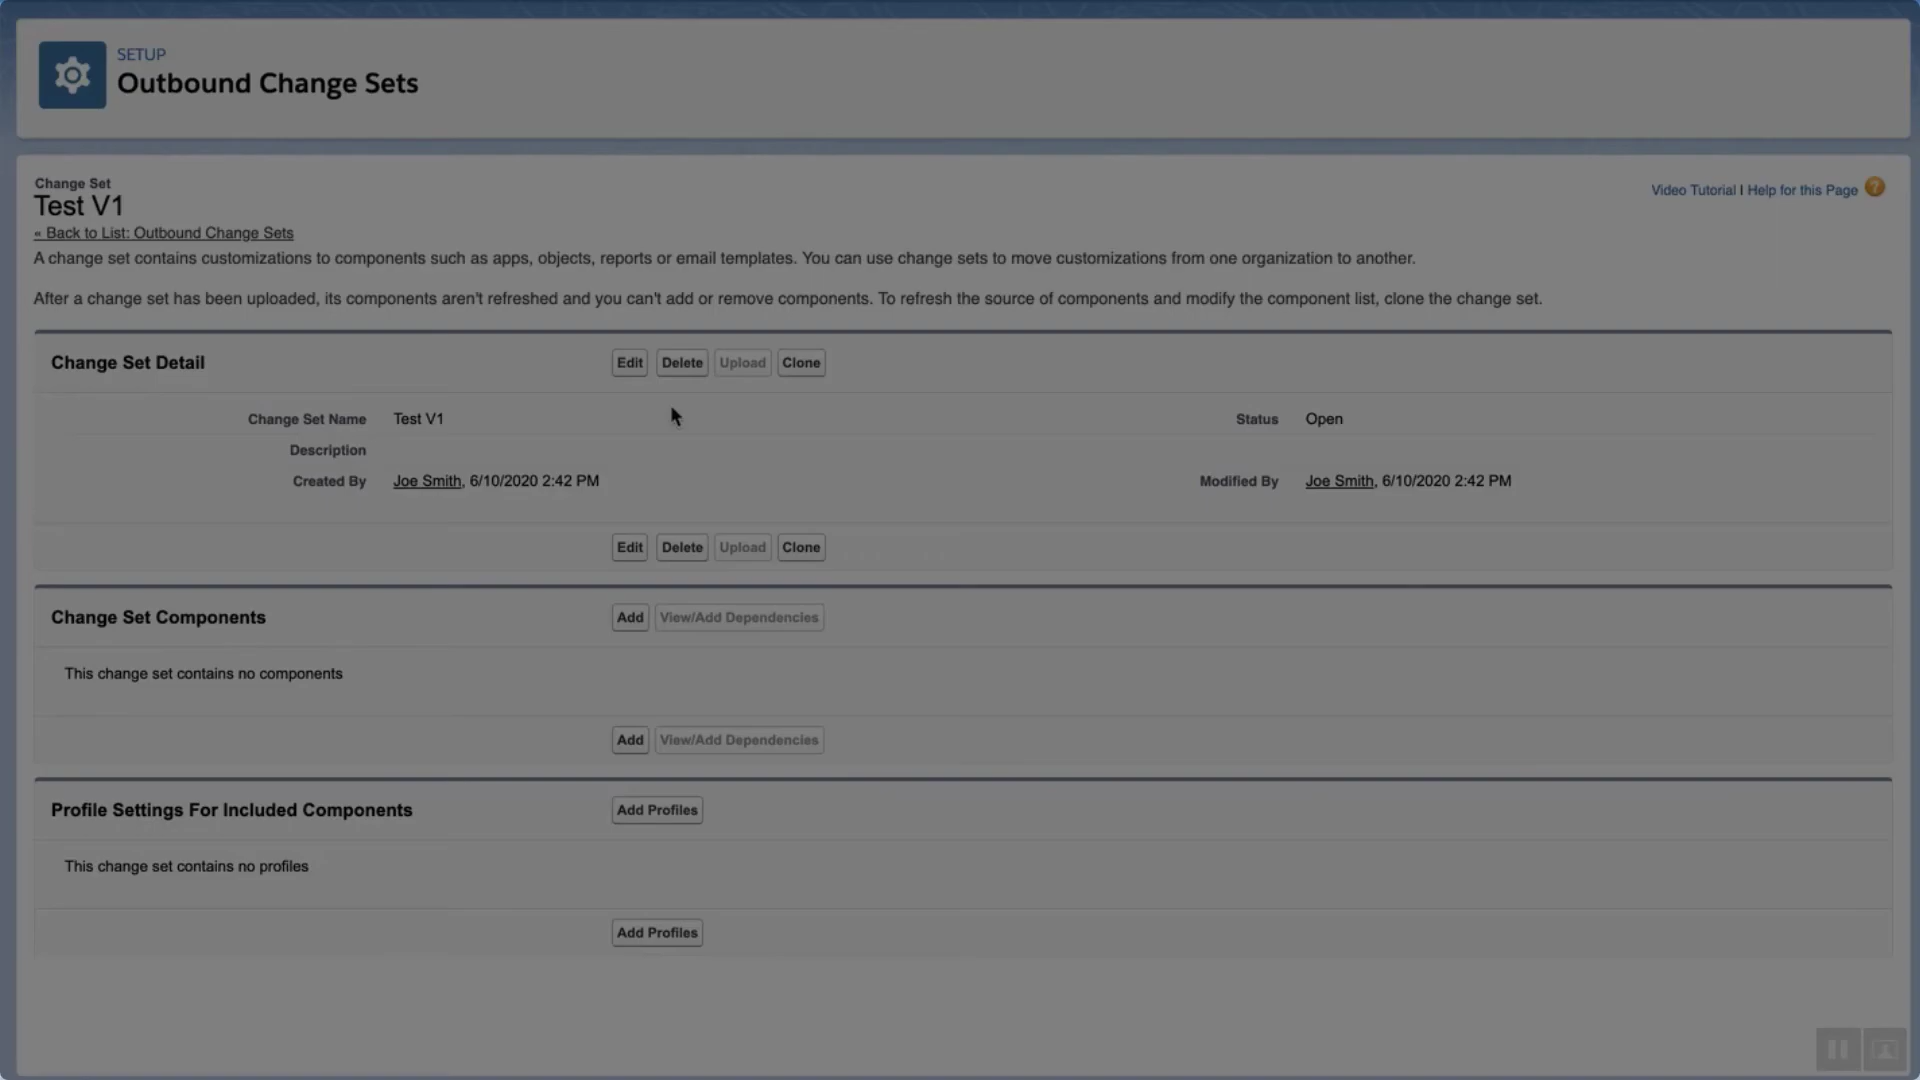 SETUP
Outbound Change Sets
Change Set
Test V1
« Back to List: Outbound Change Sets
Video Tutorial | Help for this Page ?
A change set contains customizations to components such as apps, objects, reports or email templates. You can use change sets to move customizations from one organization to another.
After a change set has been uploaded, its components aren't refreshed and you can't add or remove components. To refresh the source of components and modify the component list, clone the change set.
Change Set Detail Edit Delete Upload Clone
Change Set Name Test V1 Status Open
Description
Created By Joe Smith, 6/10/2020 2:42 PM Modified By Joe Smith, 6/10/2020 2:42 PM
Edit Delete Upload Clone
Change Set Components Add View/Add Dependencies
This change set contains no components
Add View/Add Dependencies
Profile Settings For Included Components Add Profiles
This change set contains no profiles
Add Profiles